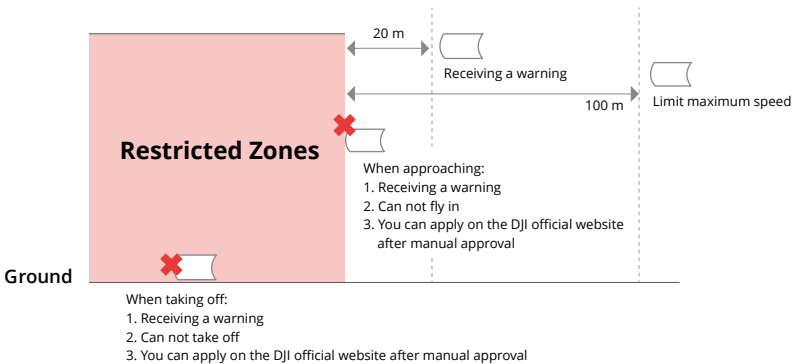 20 m
Receiving a warning
100 m
Limit maximum speed
Restricted Zones
When approaching:
1. Receiving a warning
2. Can not fly in
3. You can apply on the DJI official website
after manual approval
Ground
When taking off:
1. Receiving a warning
2. Can not take off
3. You can apply on the DJI official website after manual approval